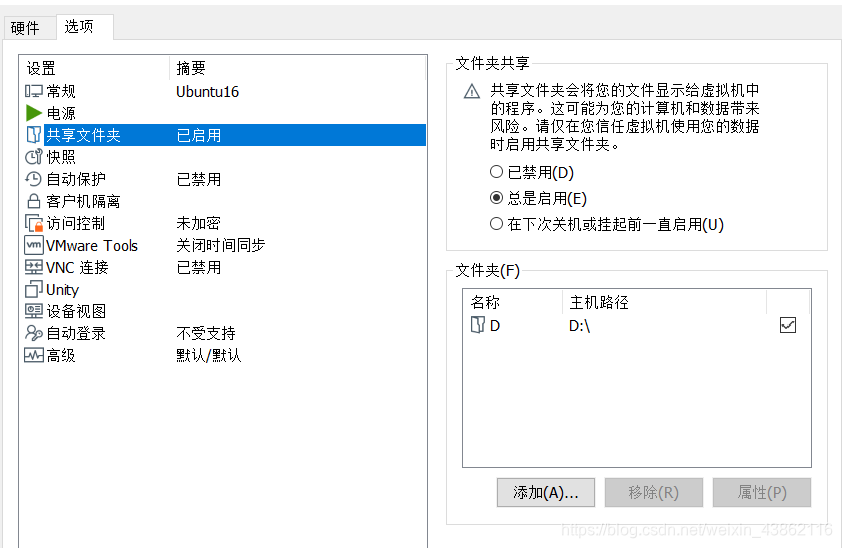 硬件 选项
设置 摘要
常规 Ubuntu16
电源
共享文件夹 已启用
快照
自动保护 已禁用
客户机隔离
访问控制 未加密
vm VMware Tools 关闭时间同步
VNC 连接 已禁用
Unity
设备视图
自动登录 不受支持
高级 默认/默认
文件夹共享
共享文件夹会将您的文件显示给虚拟机中
的程序。这可能为您的计算机和数据带来
风险。请仅在您信任虚拟机使用您的数据
时启用共享文件夹。
已禁用(D)
总是启用(E)
在下次关机或挂起前一直启用(U)
文件夹(F)
名称 主机路径
D D:\
添加(A)... 移除(R) 属性(P)
https://blog.csdn.net/weixin_43862116